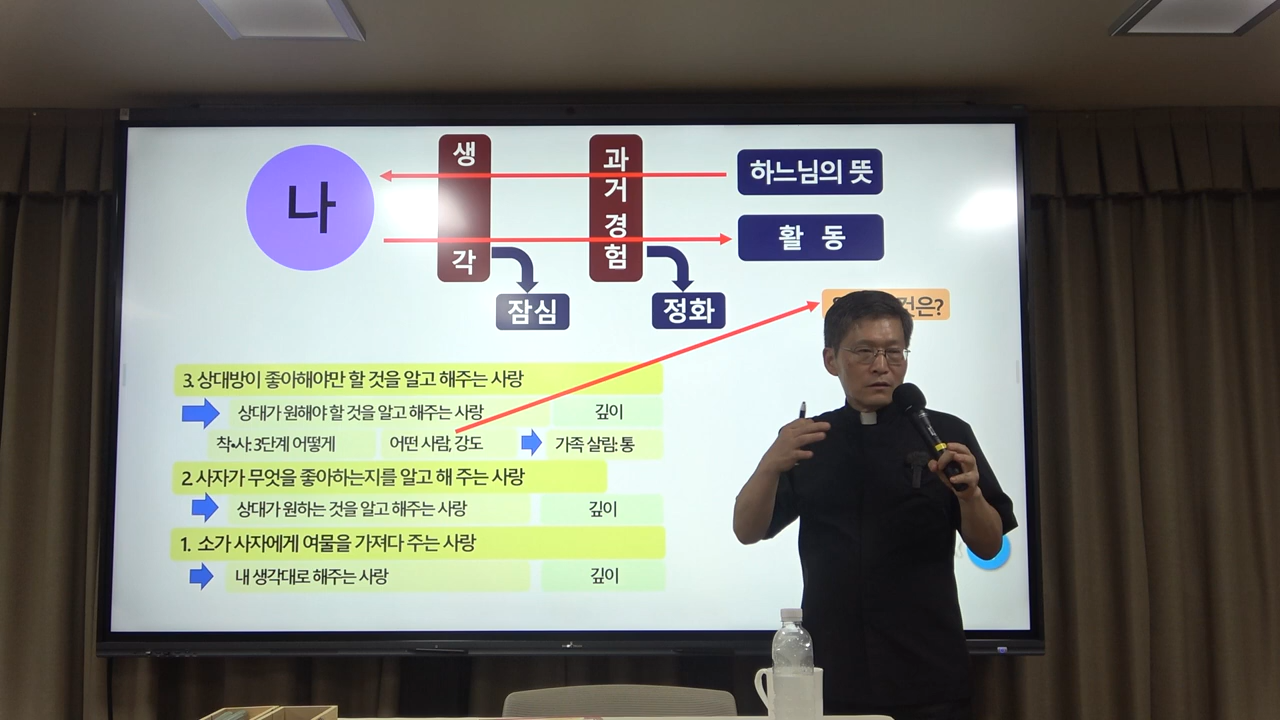 나
생각
과거 경험
하느님의 뜻
활 동
잠심
정화
것은?
3. 상대방이 좋아해야만 할 것을 알고 해주는 사랑
상대가 원해야 할 것을 알고 해주는 사랑
깊이
착•사: 3단계 어떻게
어떤 사람, 강도
가족 살림: 통
2. 사자가 무엇을 좋아하는지를 알고 해 주는 사랑
상대가 원하는 것을 알고 해주는 사랑
깊이
1. 소가 사자에게 여물을 가져다 주는 사랑
내 생각대로 해주는 사랑
깊이